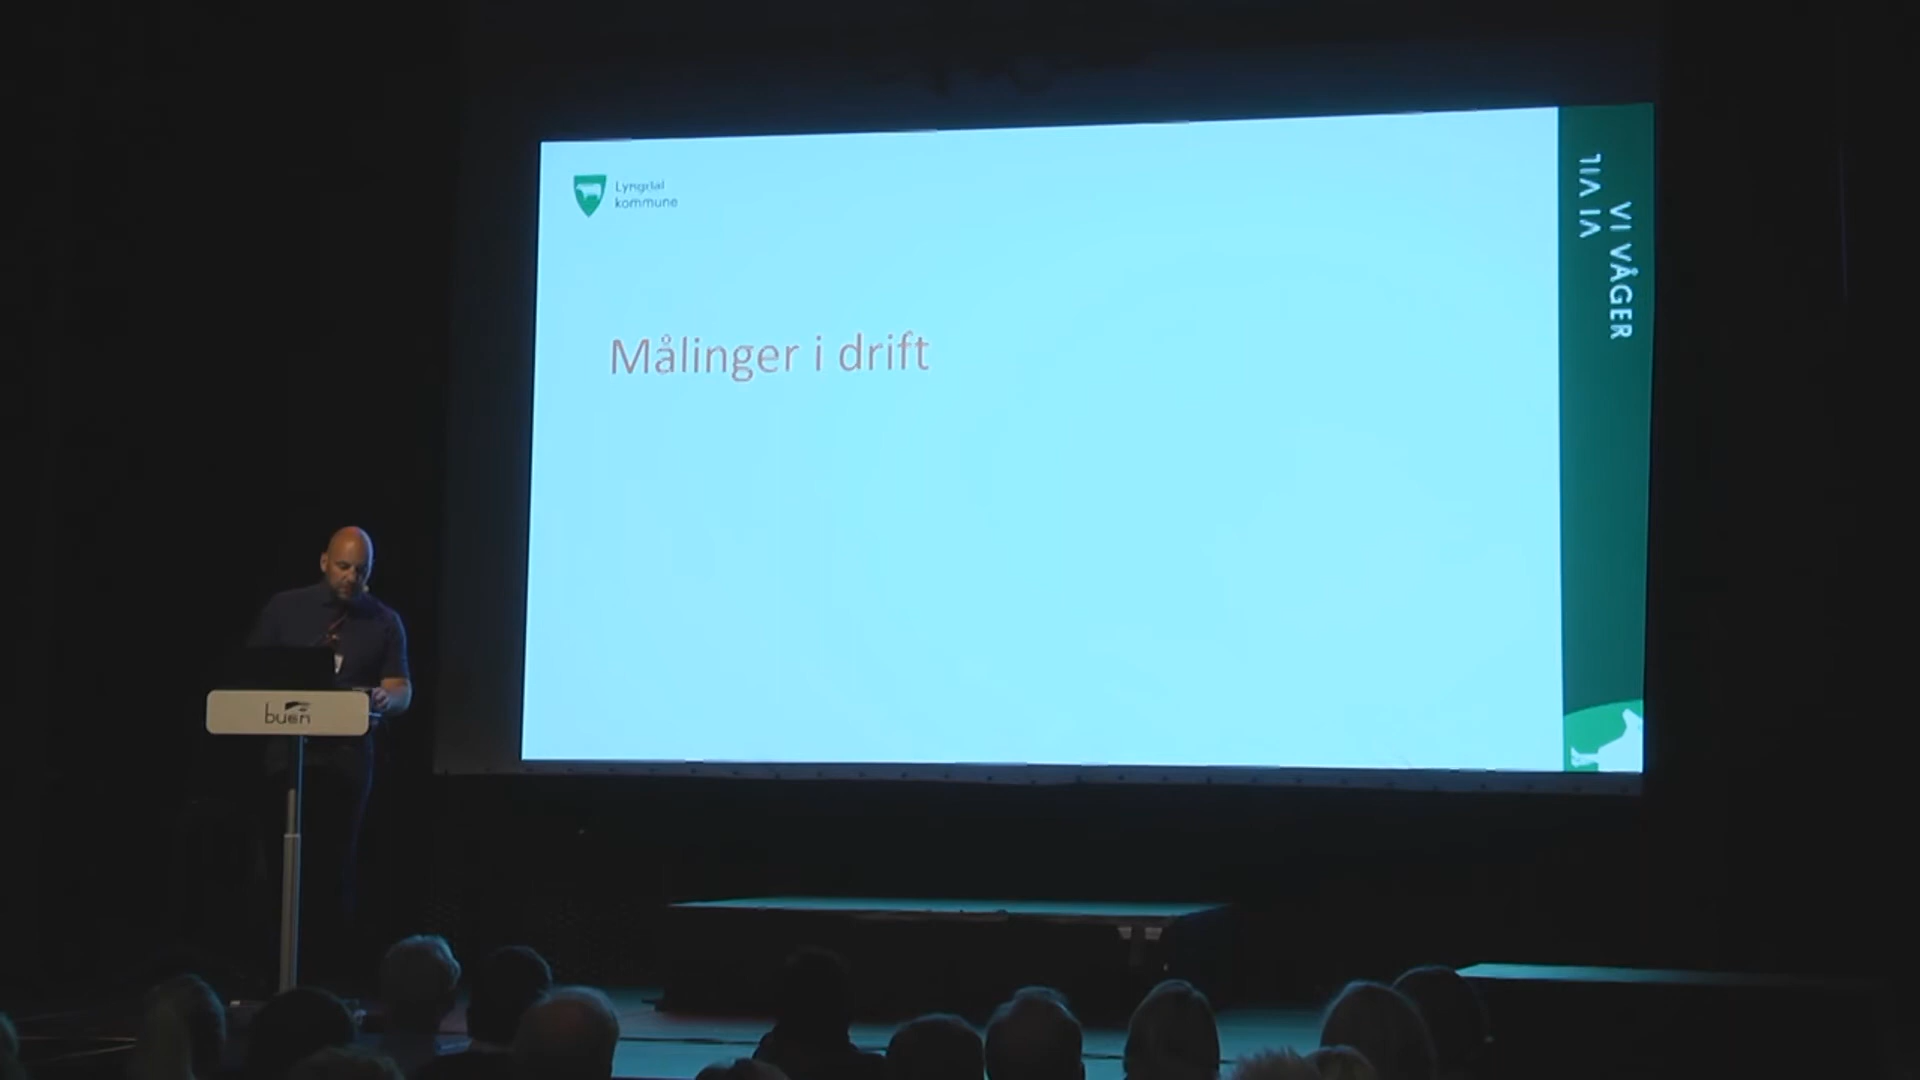 Lyngdal
kommune
Målinger i drift
VI VIL
VI VÅGER
buen